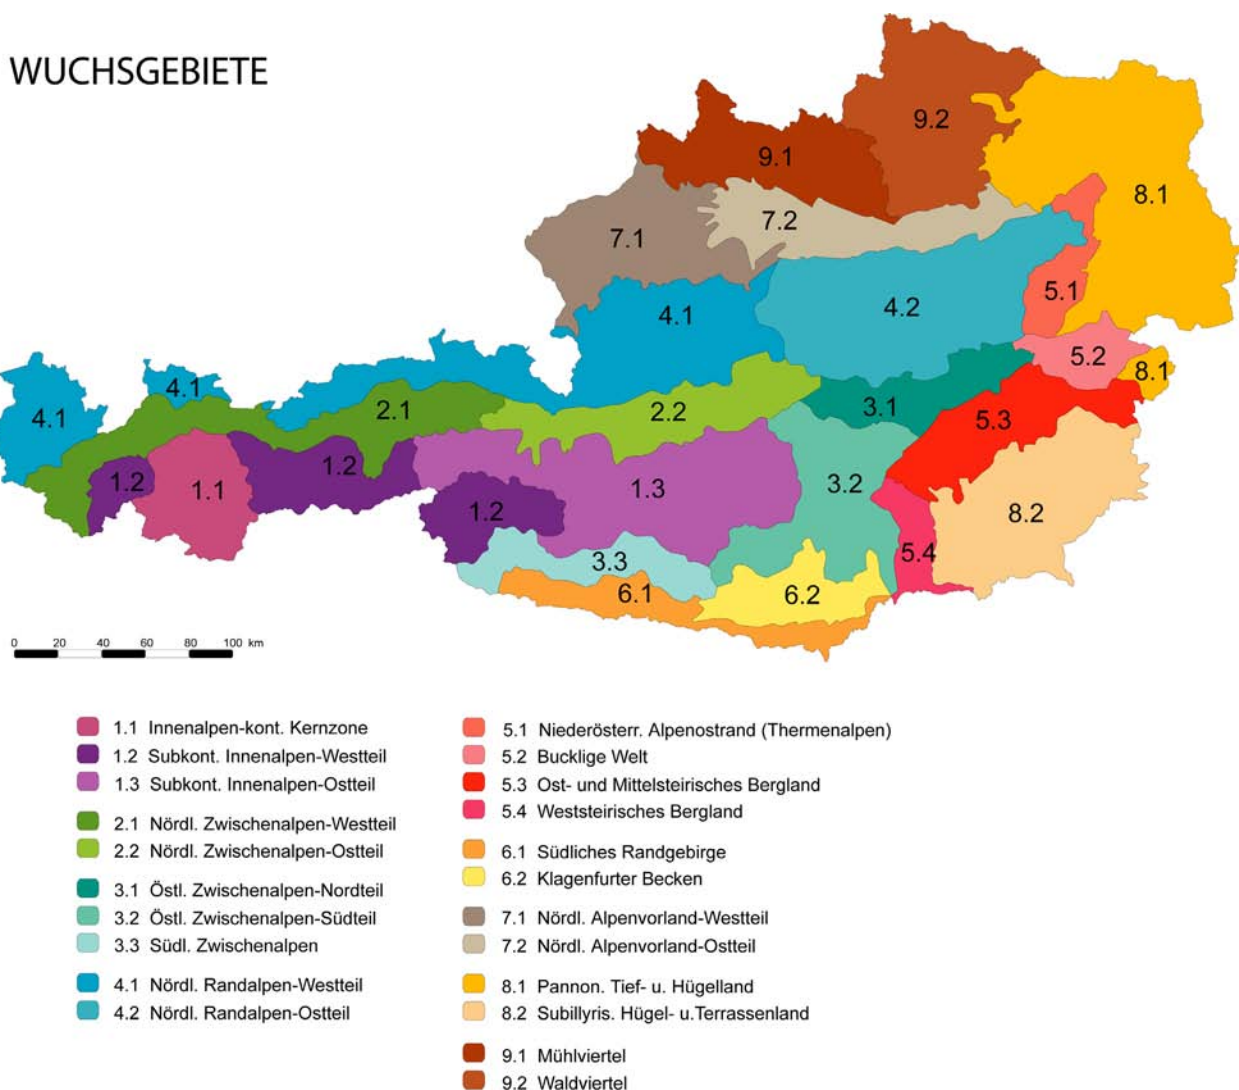 WUCHSGEBIETE
9.2
9.1
8.1
7.2
7.1
5.1
4.2
4.1
5.2
8.1
4.1
2.1
2.2
3.1
5.3
4.1
1.2
1.2
1.1
1.3
3.2
1.2
8.2
5.4
3.3
6.1
6.2
0 20 40 60 80 100 km
1.1 Innenalpen-kont. Kernzone
1.2 Subkont. Innenalpen-Westteil
1.3 Subkont. Innenalpen-Ostteil
2.1 Nördl. Zwischenalpen-Westteil
2.2 Nördl. Zwischenalpen-Ostteil
3.1 Östl. Zwischenalpen-Nordteil
3.2 Östl. Zwischenalpen-Südteil
3.3 Südl. Zwischenalpen
4.1 Nördl. Randalpen-Westteil
4.2 Nördl. Randalpen-Ostteil
5.1 Niederösterr. Alpenostrand (Thermenalpen)
5.2 Bucklige Welt
5.3 Ost- und Mittelsteirisches Bergland
5.4 Weststeirisches Bergland
6.1 Südliches Randgebirge
6.2 Klagenfurter Becken
7.1 Nördl. Alpenvorland-Westteil
7.2 Nördl. Alpenvorland-Ostteil
8.1 Pannon. Tief- u. Hügelland
8.2 Subillyris. Hügel- u.Terrassenland
9.1 Mühlviertel
9.2 Waldviertel